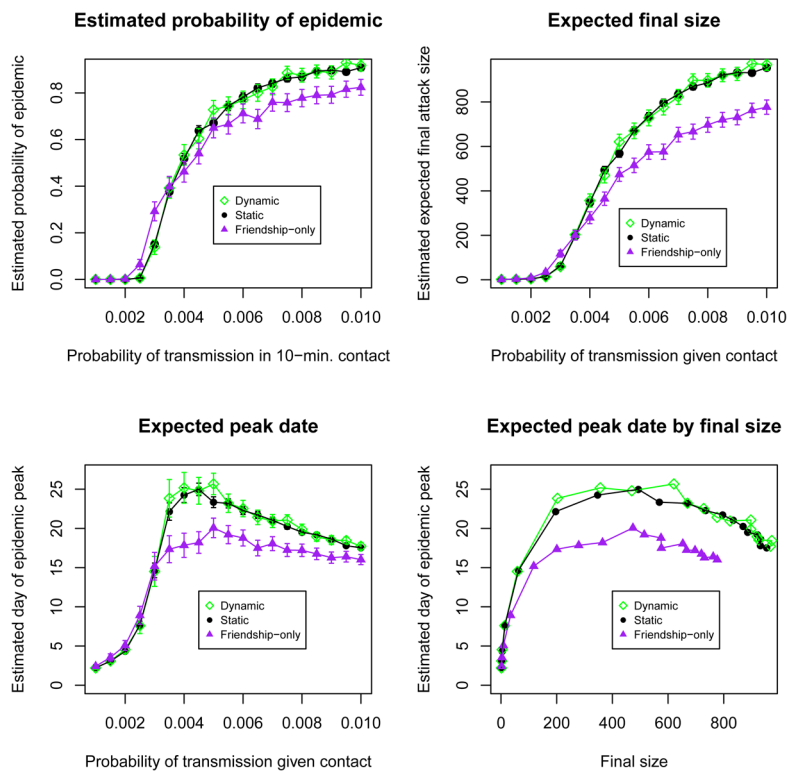 Estimated probability of epidemic
Estimated probability of epidemic
0.8
0.6
0.4
0.2
0.0
Dynamic
Static
Friendship−only
0.002 0.004 0.006 0.008 0.010
Probability of transmission in 10−min. contact
Expected final size
Estimated expected final attack size
800
600
400
200
0
Dynamic
Static
Friendship−only
0.002 0.004 0.006 0.008 0.010
Probability of transmission given contact
Expected peak date
Estimated day of epidemic peak
25
20
15
10
5
0
Dynamic
Static
Friendship−only
0.002 0.004 0.006 0.008 0.010
Probability of transmission given contact
Expected peak date by final size
Estimated day of epidemic peak
25
20
15
10
5
0
Dynamic
Static
Friendship−only
0 200 400 600 800
Final size